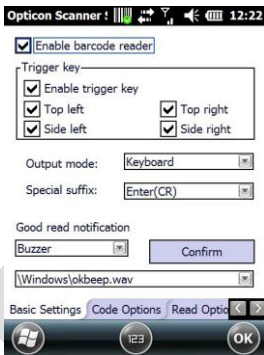 Opticon Scanner S 12:22
Enable barcode reader
Trigger key
Enable trigger key
Top left Top right
Side left Side right
Output mode: Keyboard
Special suffix: Enter(CR)
Good read notification
Buzzer Confirm
\Windows\okbeep.wav
Basic Settings Code Options Read Optio
123 OK